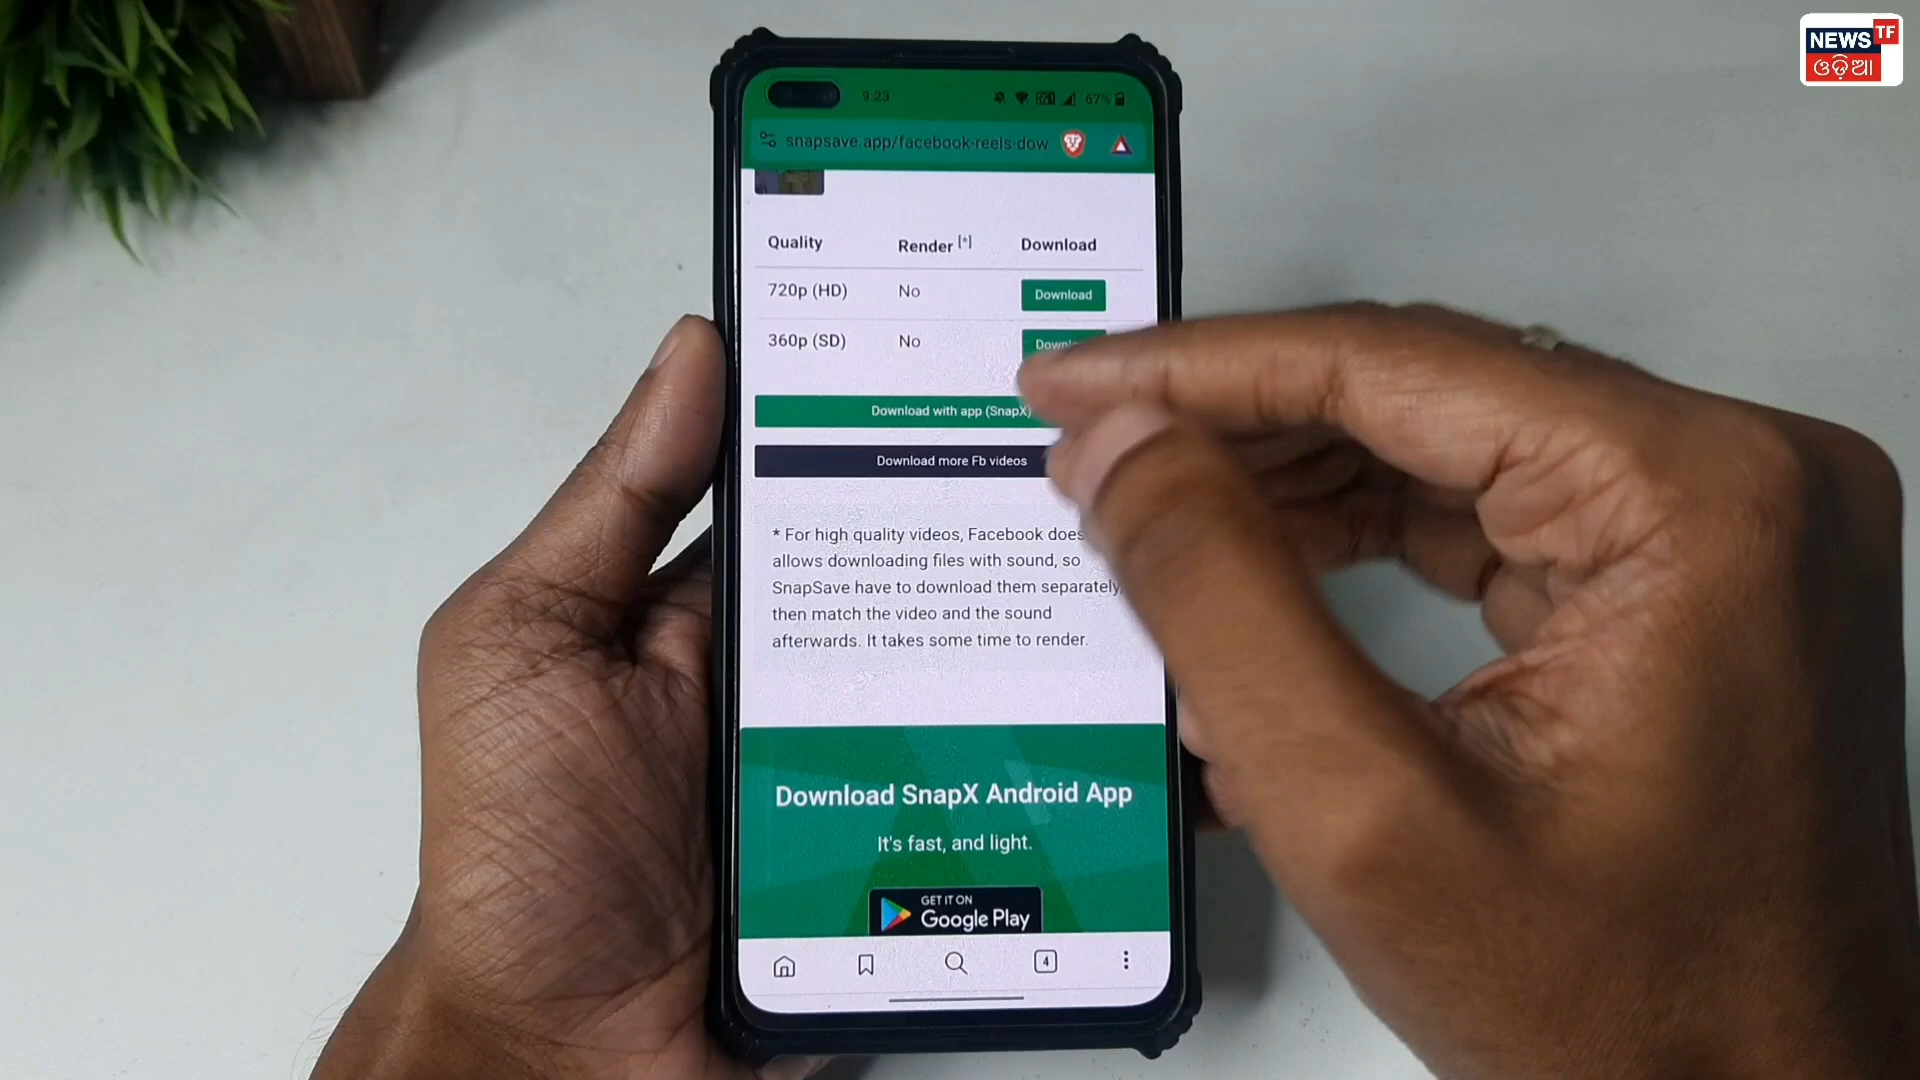 NEWS TF
ଓଡ଼ିଆ
9:23
67%
snapsave.app/facebook-reels-dow
Quality Render [*] Download
720p (HD) No Download
360p (SD) No
Download with app (SnapX)
Download more Fb videos
* For high quality videos, Facebook does
allows downloading files with sound, so
SnapSave have to download them separately,
then match the video and the sound
afterwards. It takes some time to render.
Download SnapX Android App
It's fast, and light.
GET IT ON
Google Play
4